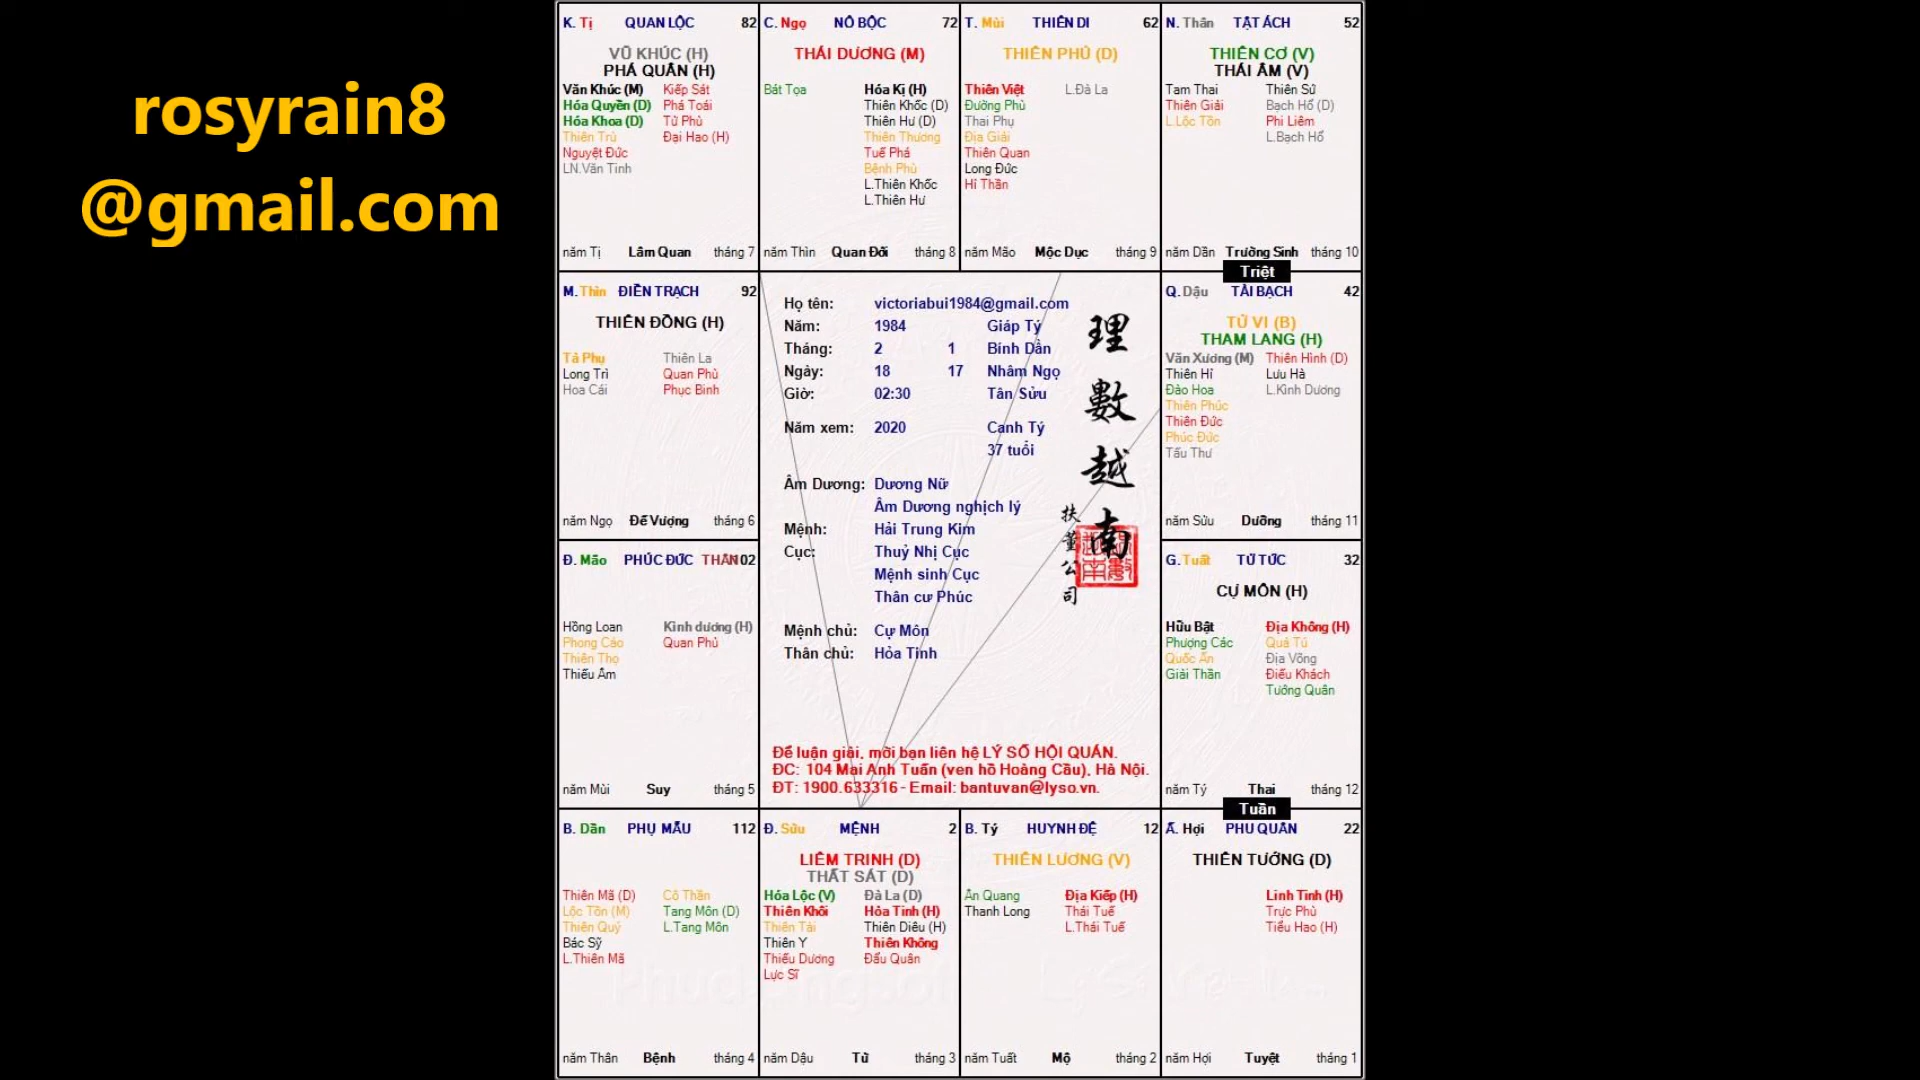 rosyrain8
@gmail.com
K. Tị QUAN LỘC 82
VŨ KHÚC (H)
PHÁ QUÂN (H)
Văn Khúc (M) Kiếp Sát
Hóa Quyền (D) Phá Toái
Hóa Khoa (D) Tử Phù
Thiên Trù Đại Hao (H)
Nguyệt Đức
LN.Văn Tinh
năm Tị Lâm Quan tháng 7
C. Ngọ NÔ BỘC 72
THÁI DƯƠNG (M)
Bát Tọa Hóa Kị (H)
Thiên Khốc (D)
Thiên Hư (D)
Thiên Thương
Tuế Phá
Bệnh Phù
L.Thiên Khốc
L.Thiên Hư
năm Thìn Quan Đới tháng 8
T. Mùi THIÊN DI 62
THIÊN PHỦ (D)
Thiên Việt L.Đà La
Đường Phù
Thai Phụ
Địa Giải
Thiên Quan
Long Đức
Hỉ Thần
năm Mão Mộc Dục tháng 9
N. Thân TẬT ÁCH 52
THIÊN CƠ (V)
THÁI ÂM (V)
Tam Thai Thiên Sứ
Thiên Giải Bạch Hổ (D)
L.Lộc Tồn Phi Liêm
L.Bạch Hổ
năm Dần Trường Sinh tháng 10
Triệt
M. Thìn ĐIỀN TRẠCH 92
THIÊN ĐỒNG (H)
Tả Phụ Thiên La
Long Trì Quan Phù
Hoa Cái Phục Binh
năm Ngọ Đế Vượng tháng 6
Họ tên: victoriabui1984@gmail.com
Năm: 1984 Giáp Tý
Tháng: 2 1 Bính Dần
Ngày: 18 17 Nhâm Ngọ
Giờ: 02:30 Tân Sửu
Năm xem: 2020 Canh Tý
37 tuổi
Âm Dương: Dương Nữ
Âm Dương nghịch lý
Mệnh: Hải Trung Kim
Cục: Thuỷ Nhị Cục
Mệnh sinh Cục
Thân cư Phúc
Mệnh chủ: Cự Môn
Thân chủ: Hỏa Tinh
理數越南
扶董公司
Để luận giải, mời bạn liên hệ LÝ SỐ HỘI QUÁN.
ĐC: 104 Mai Anh Tuấn (ven hồ Hoàng Cầu), Hà Nội.
ĐT: 1900.633316 - Email: bantuvan@lyso.vn.
Q. Dậu TÀI BẠCH 42
TỬ VI (B)
THAM LANG (H)
Văn Xương (M) Thiên Hình (D)
Thiên Hỉ Lưu Hà
Đào Hoa L.Kình Dương
Thiên Phúc
Thiên Đức
Phúc Đức
Tấu Thư
năm Sửu Dưỡng tháng 11
Đ. Mão PHÚC ĐỨC THÂN 102
Hồng Loan Kình dương (H)
Phong Cáo Quan Phủ
Thiên Thọ
Thiếu Âm
năm Mùi Suy tháng 5
G. Tuất TỬ TỨC 32
CỰ MÔN (H)
Hữu Bật Địa Không (H)
Phượng Các Quả Tú
Quốc Ấn Địa Võng
Giải Thần Điếu Khách
Tướng Quân
năm Tý Thai tháng 12
Tuần
B. Dần PHỤ MẪU 112
Thiên Mã (D) Cô Thần
Lộc Tồn (M) Tang Môn (D)
Thiên Quý L.Tang Môn
Bác Sỹ
L.Thiên Mã
năm Thân Bệnh tháng 4
Đ. Sửu MỆNH 2
LIÊM TRINH (D)
THẤT SÁT (D)
Hóa Lộc (V) Đà La (D)
Thiên Khôi Hỏa Tinh (H)
Thiên Tài Thiên Diêu (H)
Thiên Y Thiên Không
Thiếu Dương Đẩu Quân
Lực Sĩ
năm Dậu Tử tháng 3
B. Tý HUYNH ĐỆ 12
THIÊN LƯƠNG (V)
Ân Quang Địa Kiếp (H)
Thanh Long Thái Tuế
L.Thái Tuế
năm Tuất Mộ tháng 2
Ấ. Hợi PHU QUÂN 22
THIÊN TƯỚNG (D)
Linh Tinh (H)
Trực Phù
Tiểu Hao (H)
năm Hợi Tuyệt tháng 1